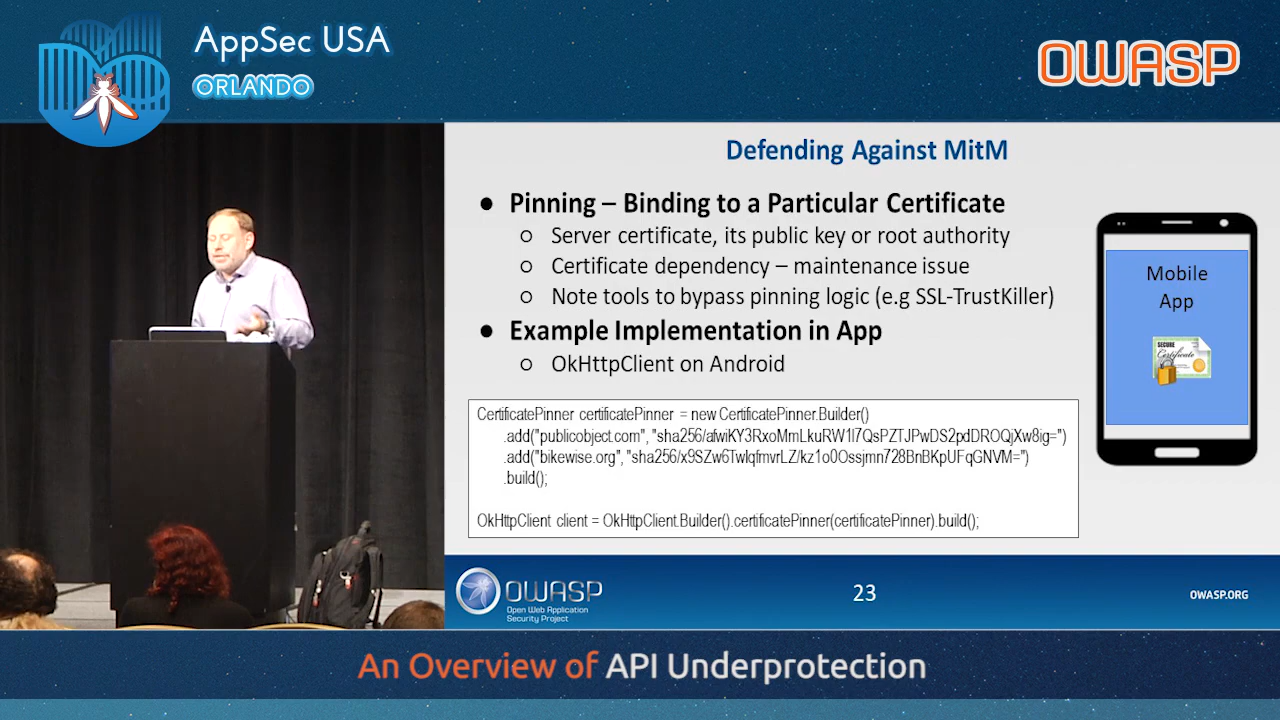 AppSec USA
ORLANDO
OWASP
Defending Against MitM
● Pinning – Binding to a Particular Certificate
○ Server certificate, its public key or root authority
○ Certificate dependency – maintenance issue
○ Note tools to bypass pinning logic (e.g SSL-TrustKiller)
● Example Implementation in App
○ OkHttpClient on Android
Mobile
App
SECURE
Certificate
CertificatePinner certificatePinner = new CertificatePinner.Builder()
.add("publicobject.com", "sha256/afwiKY3RxoMmLkuRW1l7QsPZTJPwDS2pdDROQjXw8ig=")
.add("bikewise.org", "sha256/x9SZw6TwIqfmvrLZ/kz1o0Ossjmn728BnBKpUFqGNVM=")
.build();
OkHttpClient client = OkHttpClient.Builder().certificatePinner(certificatePinner).build();
OWASP
Open Web Application
Security Project
23
OWASP.ORG
An Overview of API Underprotection